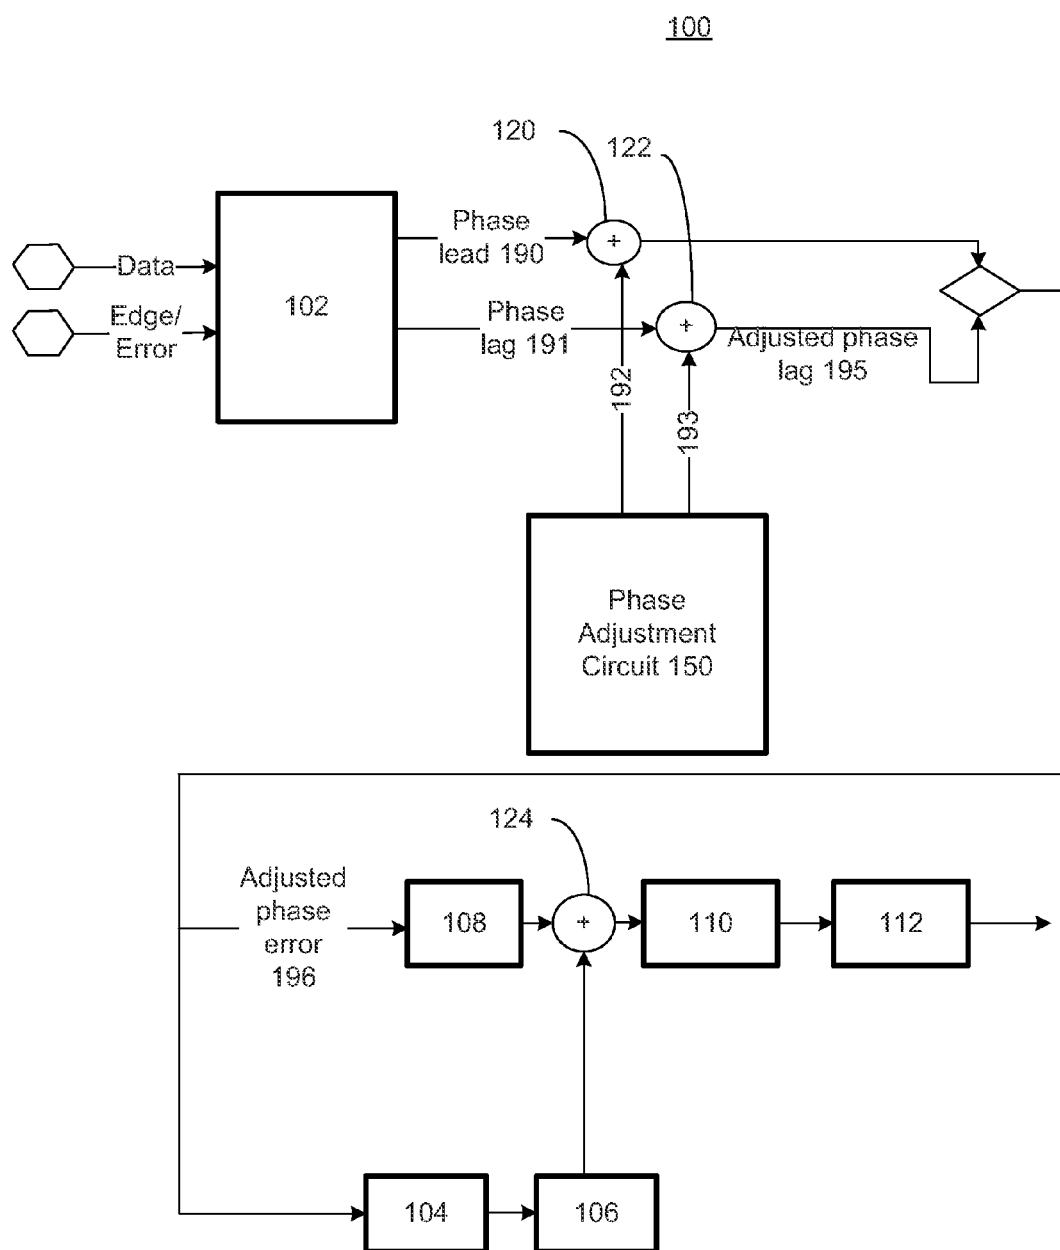 100
120
122
Phase
lead 190
Data
102
Edge/
Error
Phase
lag 191
Adjusted phase
lag 195
192
193
Phase
Adjustment
Circuit 150
124
Adjusted
phase
error
196
108
110
112
104
106
+
+
+